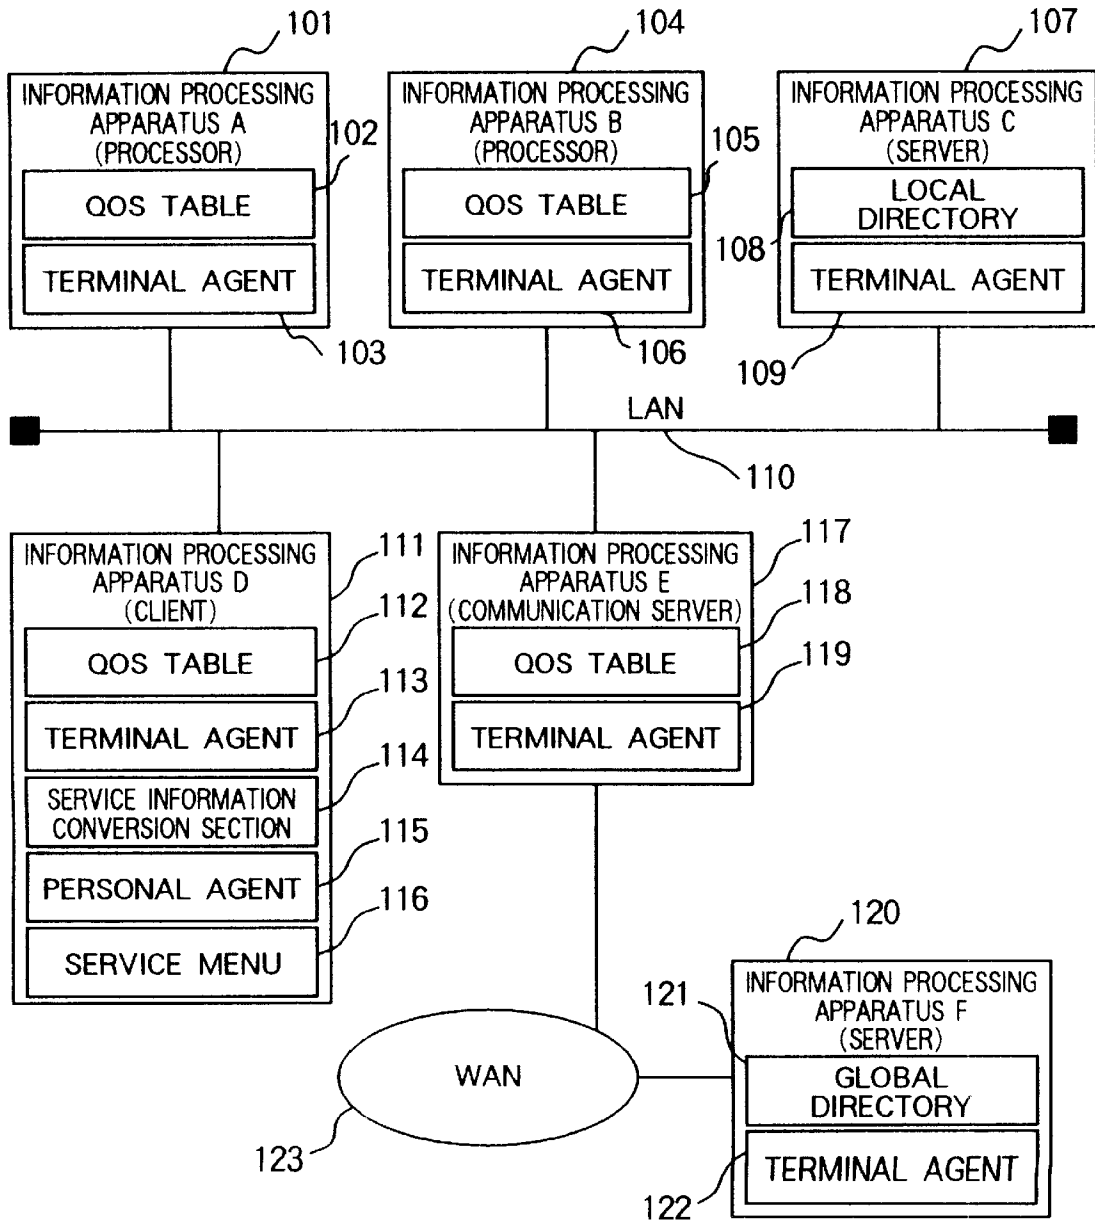 101
INFORMATION PROCESSING
APPARATUS A
(PROCESSOR)
102
QOS TABLE
TERMINAL AGENT
103
104
INFORMATION PROCESSING
APPARATUS B
(PROCESSOR)
105
QOS TABLE
TERMINAL AGENT
106
107
INFORMATION PROCESSING
APPARATUS C
(SERVER)
LOCAL
DIRECTORY
108
TERMINAL AGENT
109
LAN
110
INFORMATION PROCESSING
APPARATUS D
(CLIENT)
111
112
QOS TABLE
113
TERMINAL AGENT
114
SERVICE INFORMATION
CONVERSION SECTION
115
PERSONAL AGENT
116
SERVICE MENU
117
INFORMATION PROCESSING
APPARATUS E
(COMMUNICATION SERVER)
118
QOS TABLE
119
TERMINAL AGENT
WAN
123
120
INFORMATION PROCESSING
APPARATUS F
(SERVER)
121
GLOBAL
DIRECTORY
TERMINAL AGENT
122